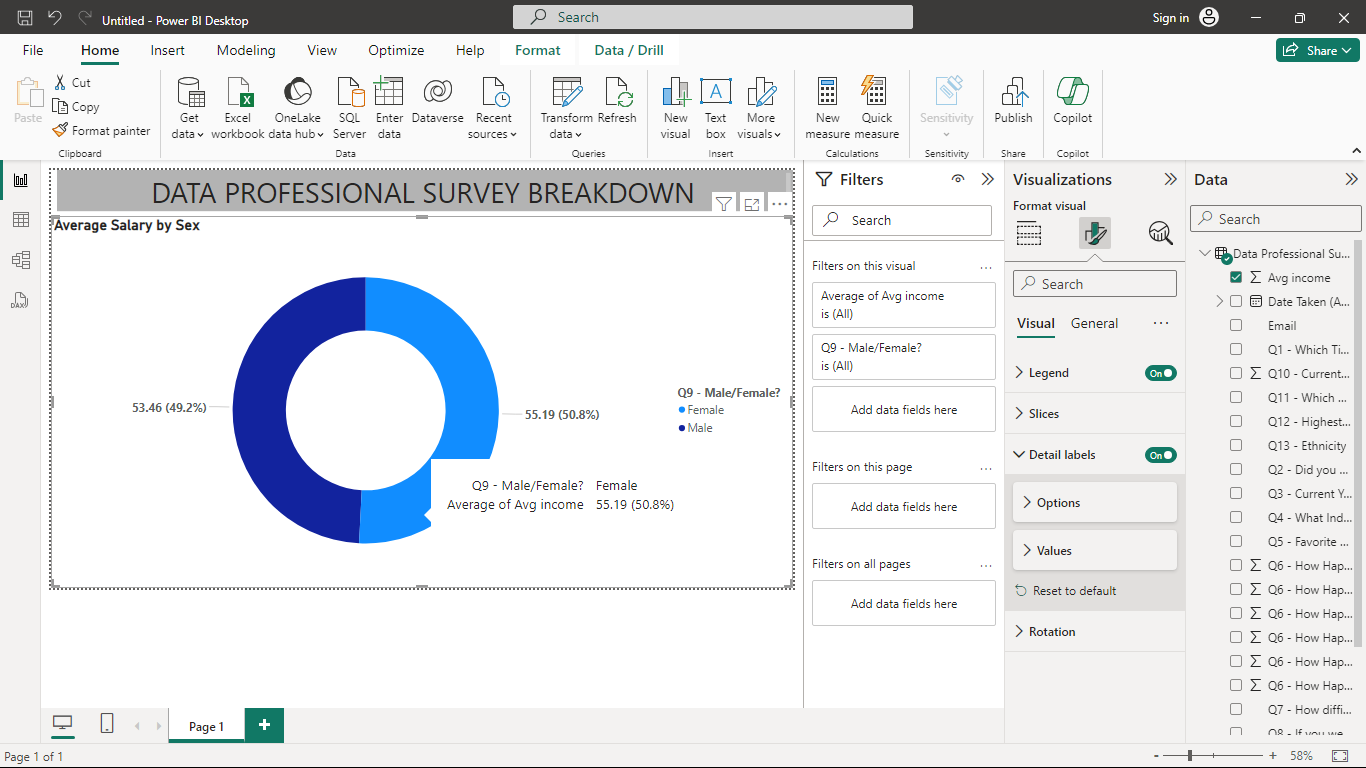 Untitled - Power BI Desktop
Search
Sign in
File Home Insert Modeling View Optimize Help Format Data / Drill
Share
Paste
Cut
Copy
Format painter
Clipboard
Get data
Excel workbook
OneLake data hub
SQL Server
Enter data
Dataverse
Recent sources
Data
Transform data
Refresh
Queries
New visual
Text box
More visuals
Insert
New measure
Quick measure
Calculations
Sensitivity
Sensitivity
Publish
Share
Copilot
Copilot
DATA PROFESSIONAL SURVEY BREAKDOWN
Average Salary by Sex
53.46 (49.2%)
55.19 (50.8%)
Q9 - Male/Female?
Female
Male
Q9 - Male/Female? Female
Average of Avg income 55.19 (50.8%)
Filters
Search
Filters on this visual
Average of Avg income
is (All)
Q9 - Male/Female?
is (All)
Add data fields here
Filters on this page
Add data fields here
Filters on all pages
Add data fields here
Visualizations
Format visual
Search
Visual General
Legend On
Slices
Detail labels On
Options
Values
Reset to default
Rotation
Data
Search
Data Professional Su...
Avg income
Date Taken (A...
Email
Q1 - Which Ti...
Q10 - Current...
Q11 - Which ...
Q12 - Highest...
Q13 - Ethnicity
Q2 - Did you ...
Q3 - Current Y...
Q4 - What Ind...
Q5 - Favorite ...
Q6 - How Hap...
Q6 - How Hap...
Q6 - How Hap...
Q6 - How Hap...
Q6 - How Hap...
Q6 - How Hap...
Q7 - How diffi...
Q8 - If you we...
DAX
Page 1
Page 1 of 1
58%